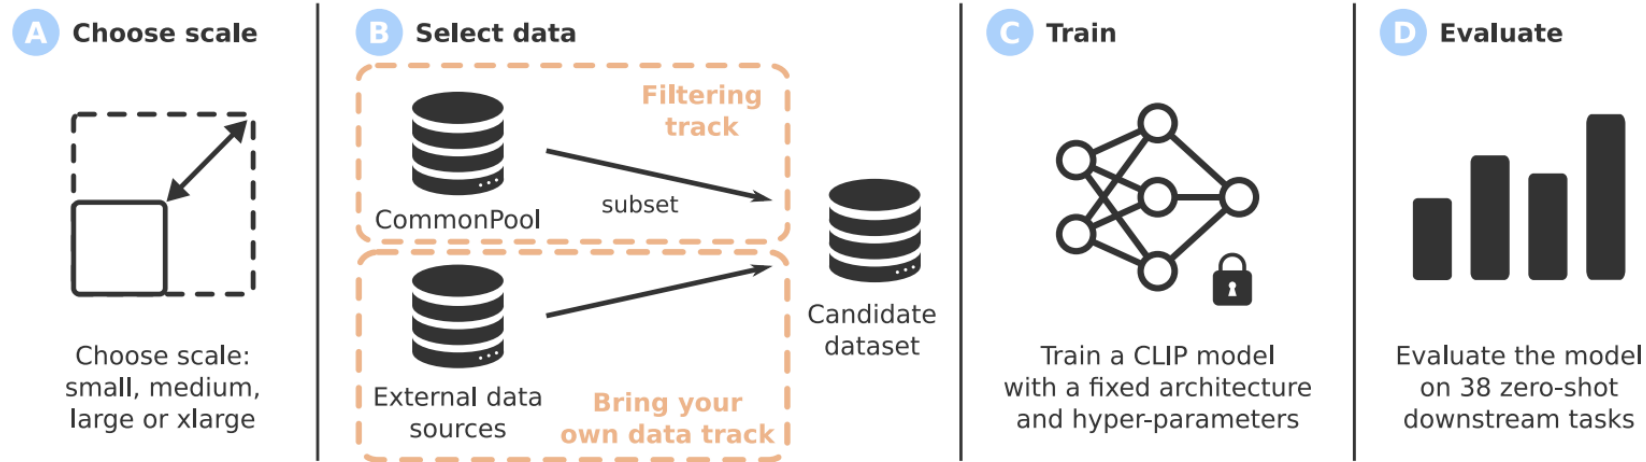 A Choose scale
Choose scale:
small, medium,
large or xlarge
B Select data
Filtering
track
CommonPool
subset
External data
sources
Bring your
own data track
Candidate
dataset
C Train
Train a CLIP model
with a fixed architecture
and hyper-parameters
D Evaluate
Evaluate the model
on 38 zero-shot
downstream tasks